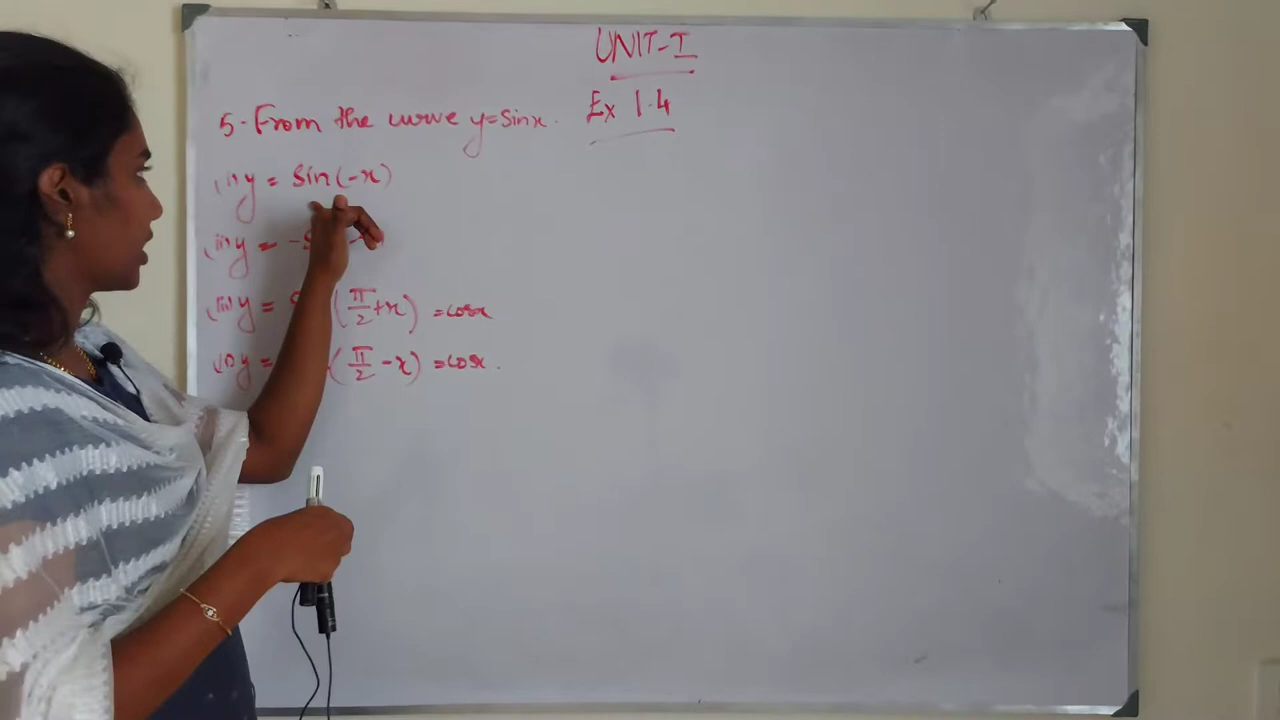 UNIT-I
Ex 1.4
5. From the curve y=sinx.
(i) y = sin(-x)
(ii) y = -
(iii) y = (π/2+x) =cosx
(iv) y = (π/2-x) =cosx.